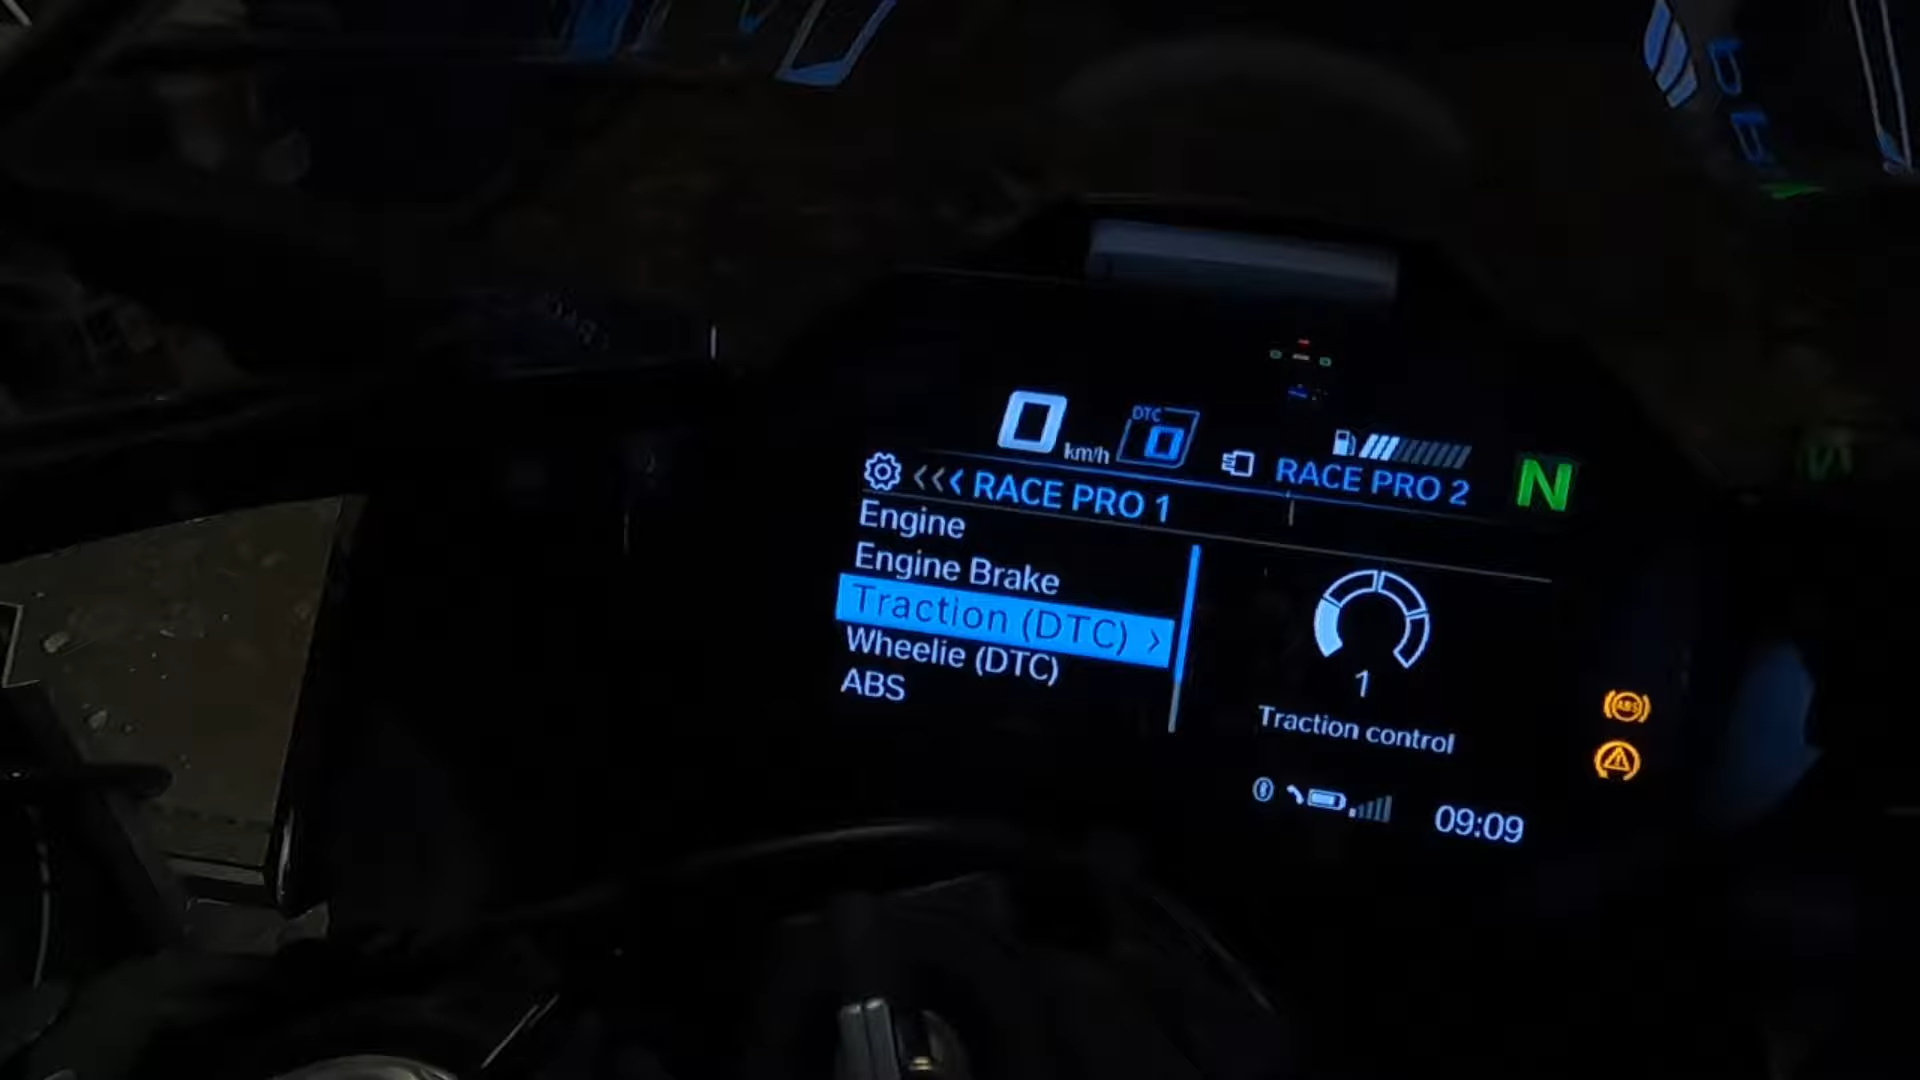 0 km/h
DTC
0
RACE PRO 2
N
<<< RACE PRO 1
Engine
Engine Brake
Traction (DTC) >
Wheelie (DTC)
ABS
1
Traction control
ABS
09:09